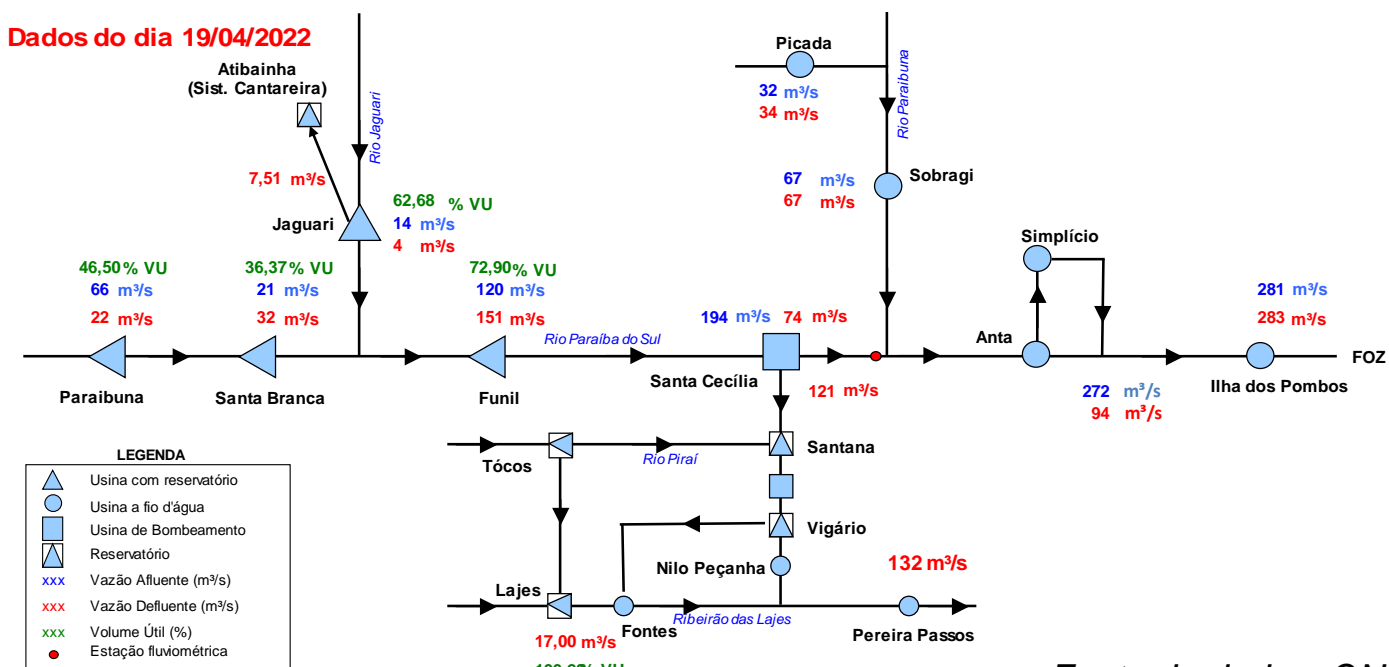 Dados do dia 19/04/2022
Atibainha
(Sist. Cantareira)
Rio Jaguari
7,51 m³/s
Jaguari
62,68 % VU
14 m³/s
4 m³/s
Picada
32 m³/s
34 m³/s
Rio Paraibuna
67 m³/s
67 m³/s
Sobragi
Simplício
46,50% VU
66 m³/s
22 m³/s
Paraibuna
36,37% VU
21 m³/s
32 m³/s
Santa Branca
72,90% VU
120 m³/s
151 m³/s
Funil
Rio Paraíba do Sul
194 m³/s 74 m³/s
Santa Cecília
121 m³/s
Anta
272 m³/s
94 m³/s
281 m³/s
283 m³/s
Ilha dos Pombos
FOZ
Tócos
Rio Piraí
Santana
Vigário
Nilo Peçanha
132 m³/s
Lajes
Fontes
Ribeirão das Lajes
Pereira Passos
17,00 m³/s
% VU
LEGENDA
Usina com reservatório
Usina a fio d'água
Usina de Bombeamento
Reservatório
xxx Vazão Afluente (m³/s)
xxx Vazão Defluente (m³/s)
xxx Volume Útil (%)
Estação fluviométrica